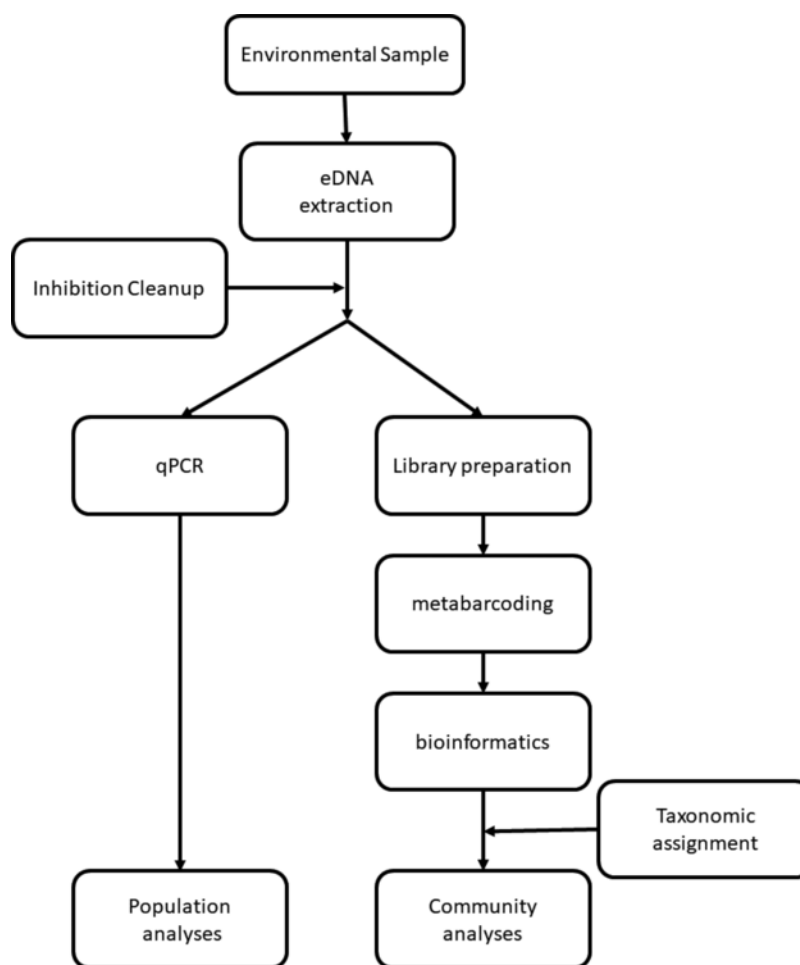 Environmental Sample
eDNA
extraction
Inhibition Cleanup
qPCR
Library preparation
metabarcoding
bioinformatics
Taxonomic
assignment
Population
analyses
Community
analyses